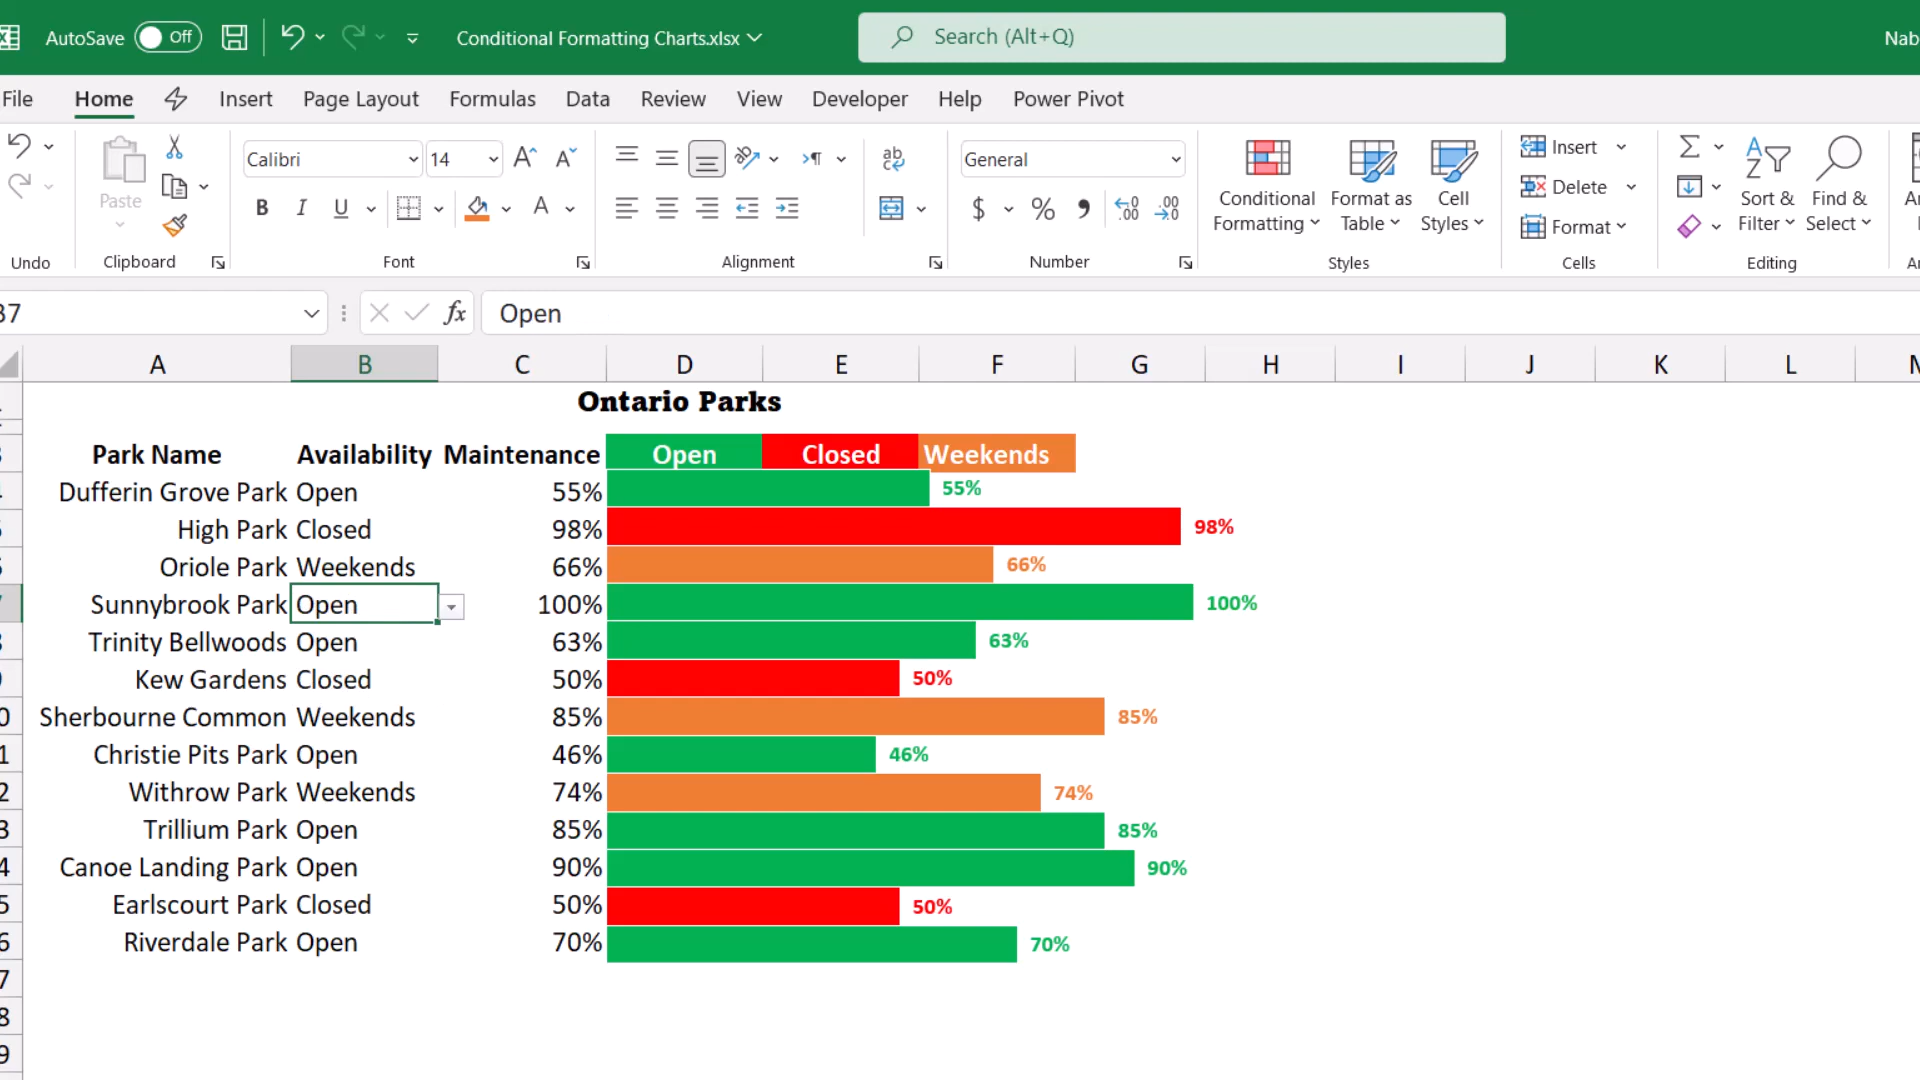 AutoSave Off Conditional Formatting Charts.xlsx Search (Alt+Q) Nab
File Home Insert Page Layout Formulas Data Review View Developer Help Power Pivot
Calibri 14 General
Paste
Insert
Delete
Format
Conditional Formatting
Format as Table
Cell Styles
Sort & Filter
Find & Select
Undo Clipboard Font Alignment Number Styles Cells Editing
B7 fx Open
A B C D E F G H I J K L M
Ontario Parks
Park Name Availability Maintenance Open Closed Weekends
Dufferin Grove Park Open 55% 55%
High Park Closed 98% 98%
Oriole Park Weekends 66% 66%
Sunnybrook Park Open 100% 100%
Trinity Bellwoods Open 63% 63%
Kew Gardens Closed 50% 50%
Sherbourne Common Weekends 85% 85%
Christie Pits Park Open 46% 46%
Withrow Park Weekends 74% 74%
Trillium Park Open 85% 85%
Canoe Landing Park Open 90% 90%
Earlscourt Park Closed 50% 50%
Riverdale Park Open 70% 70%